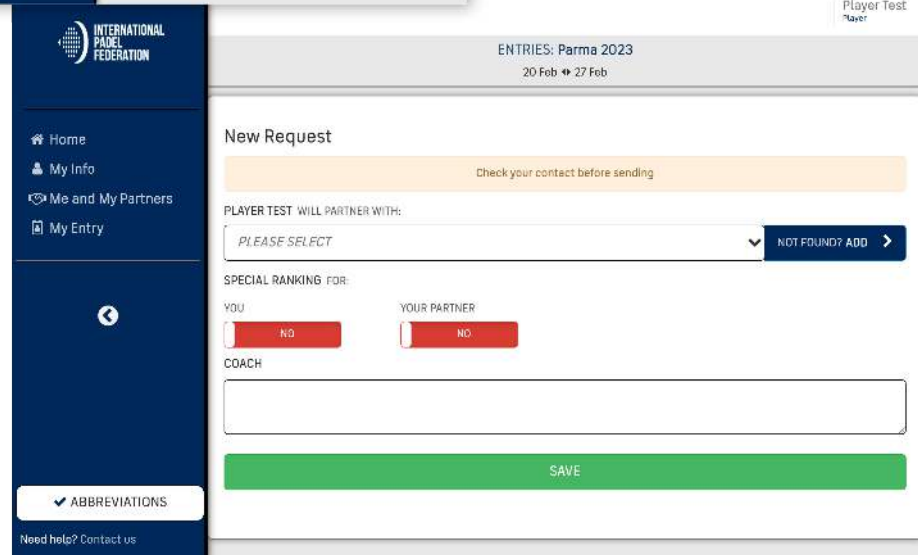 Player Test
Player
INTERNATIONAL
PADEL
FEDERATION
ENTRIES: Parma 2023
20 Feb 27 Feb
Home
My Info
Me and My Partners
My Entry
New Request
Check your contact before sending
PLAYER TEST WILL PARTNER WITH:
PLEASE SELECT
NOT FOUND? ADD
SPECIAL RANKING FOR:
YOU YOUR PARTNER
NO NO
COACH
SAVE
ABBREVIATIONS
Need help? Contact us